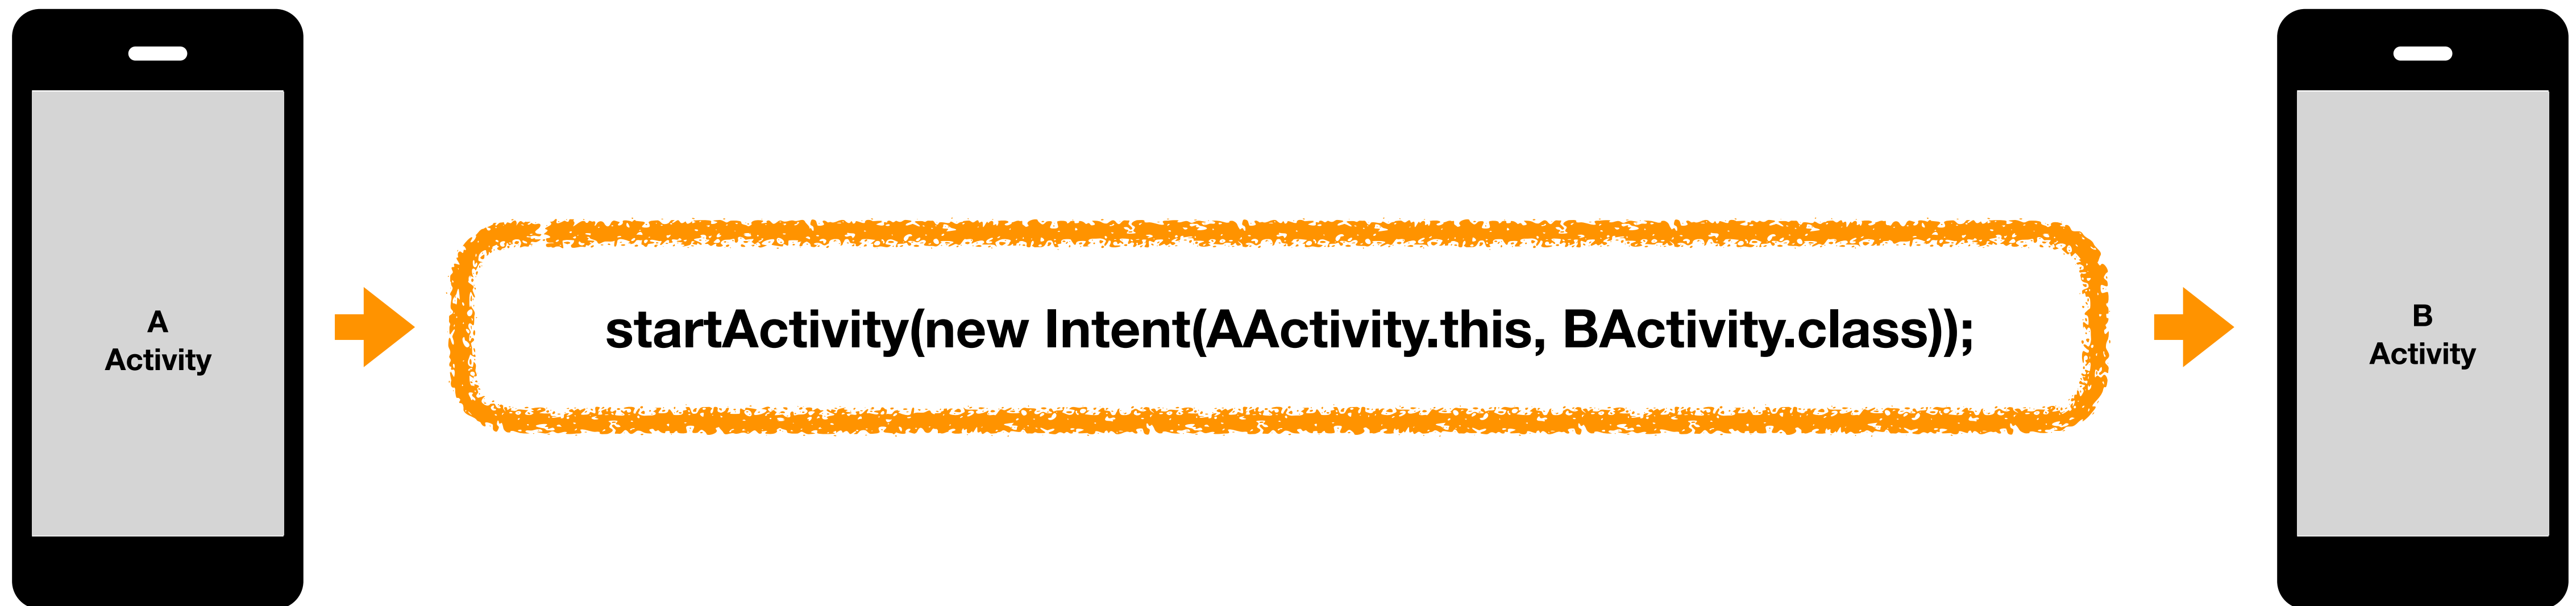 A
Activity
startActivity(new Intent(AActivity.this, BActivity.class));
B
Activity